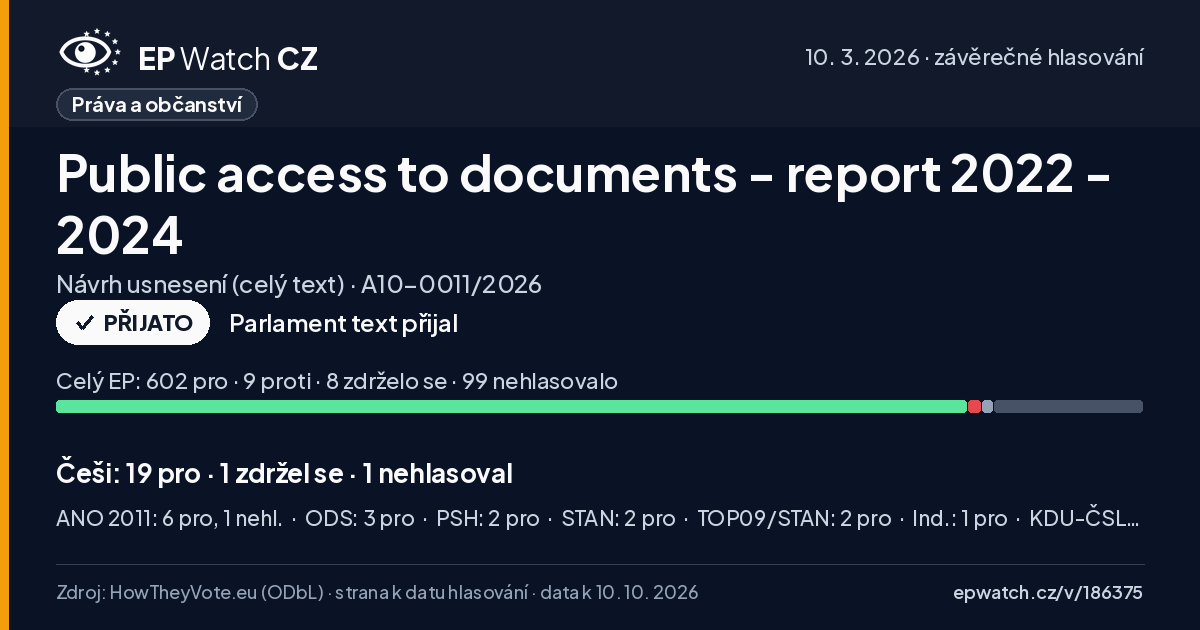 EP Watch CZ
10. 3. 2026 · závěrečné hlasování
Práva a občanství
Public access to documents - report 2022 -
2024
Návrh usnesení (celý text) · A10-0011/2026
✓ PŘIJATO
Parlament text přijal
Celý EP: 602 pro · 9 proti · 8 zdrželo se · 99 nehlasovalo
Češi: 19 pro · 1 zdržel se · 1 nehlasoval
ANO 2011: 6 pro, 1 nehl. · ODS: 3 pro · PSH: 2 pro · STAN: 2 pro · TOP09/STAN: 2 pro · Ind.: 1 pro · KDU-ČSL…
Zdroj: HowTheyVote.eu (ODbL) · strana k datu hlasování · data k 10. 10. 2026
epwatch.cz/v/186375